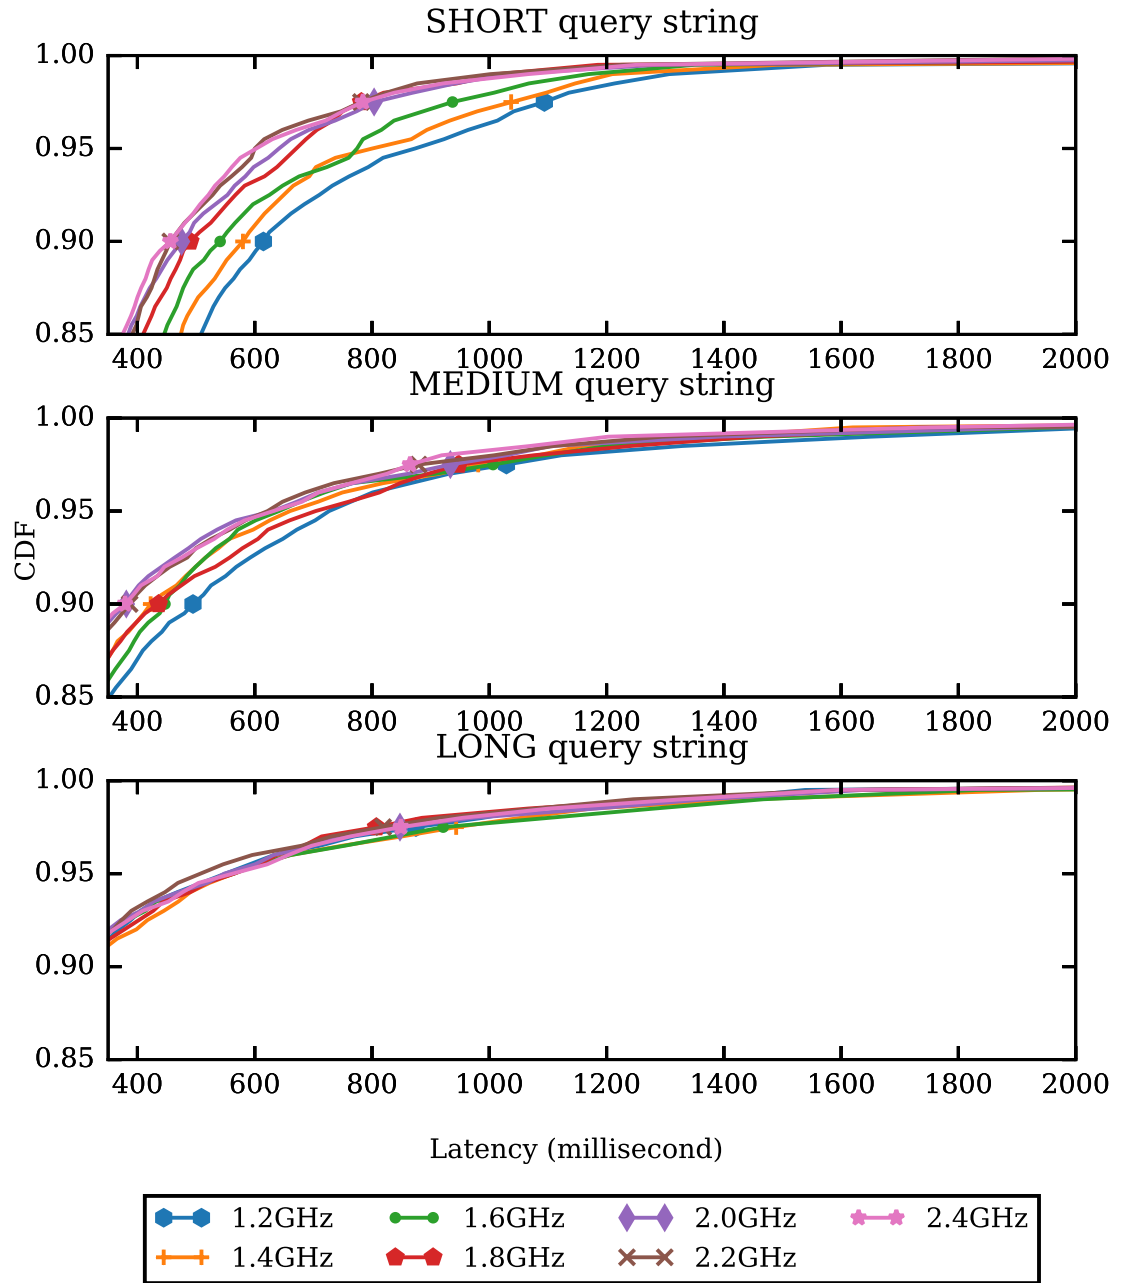 SHORT query string
1.00
0.95
0.90
0.85
400 600 800 1000 1200 1400 1600 1800 2000
MEDIUM query string
1.00
0.95
0.90
0.85
CDF
400 600 800 1000 1200 1400 1600 1800 2000
LONG query string
1.00
0.95
0.90
0.85
400 600 800 1000 1200 1400 1600 1800 2000
Latency (millisecond)
1.2GHz 1.6GHz 2.0GHz 2.4GHz
1.4GHz 1.8GHz 2.2GHz